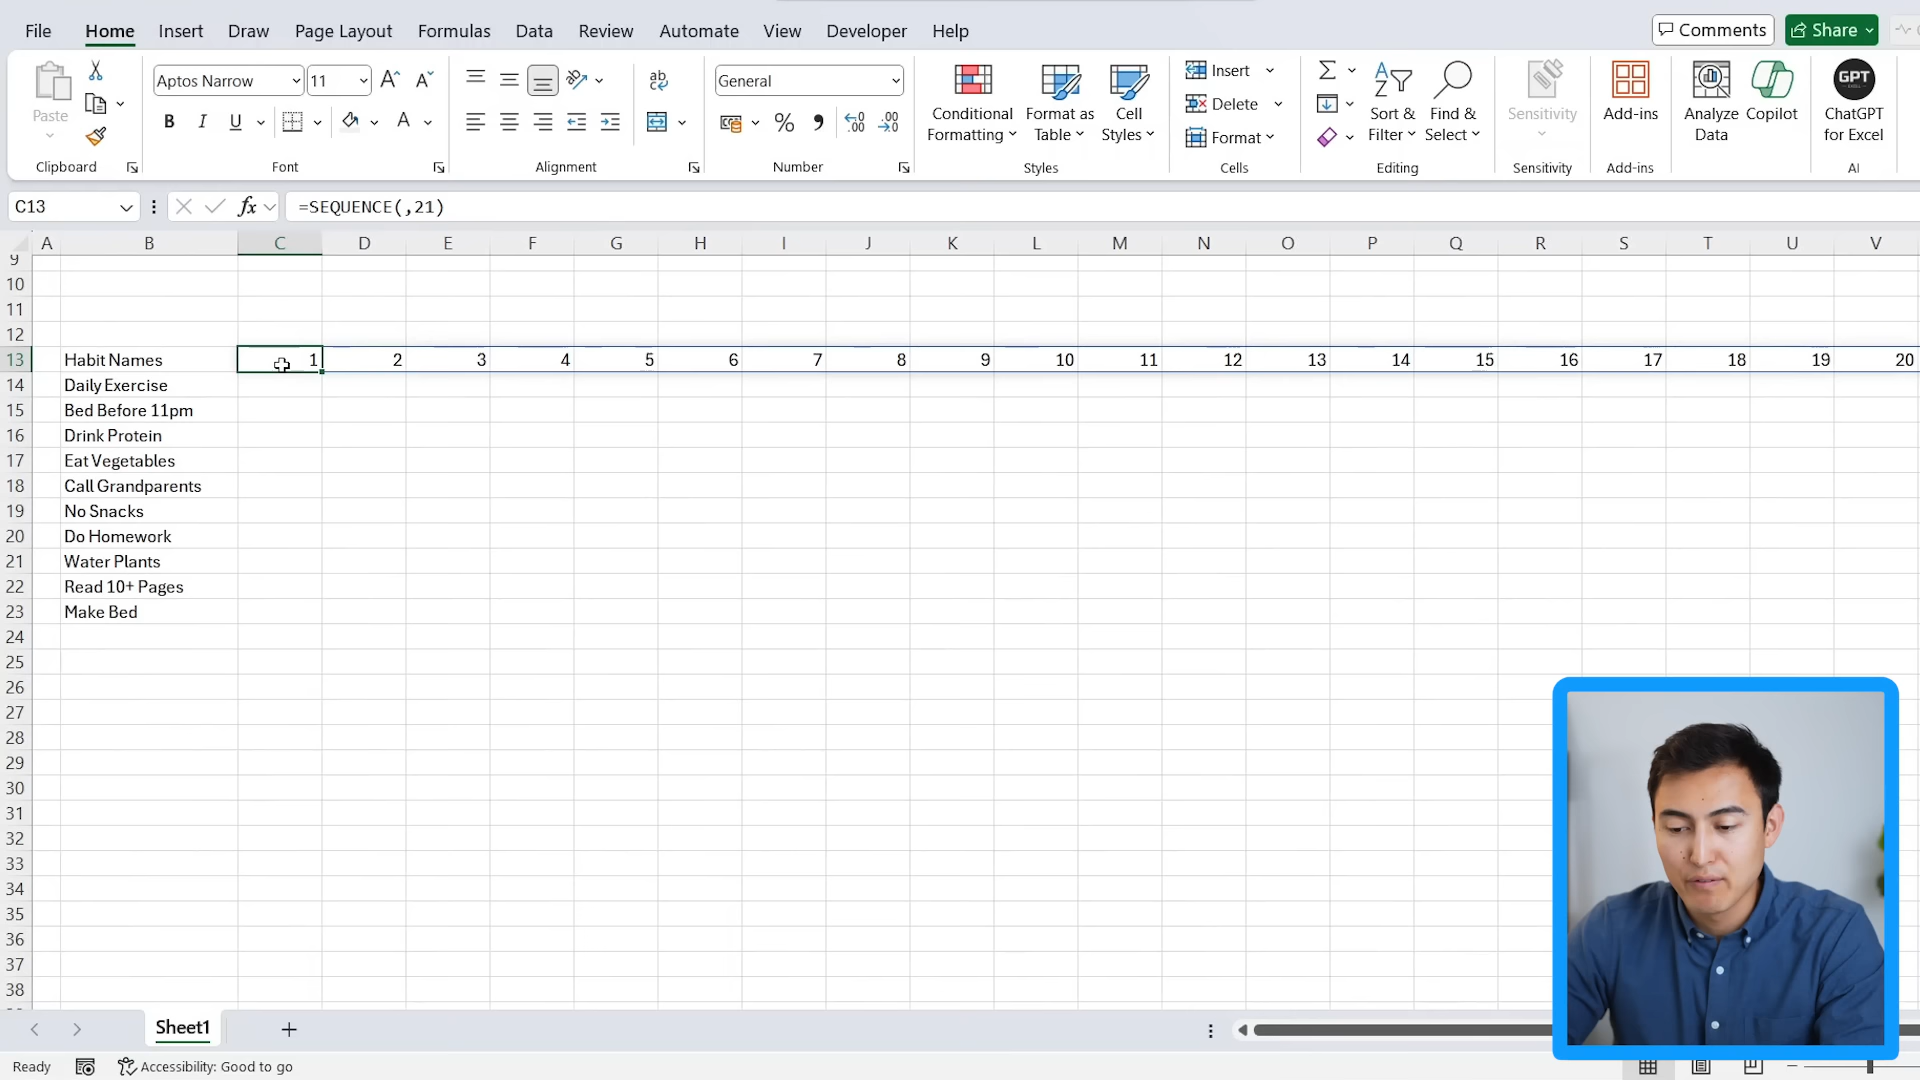 File Home Insert Draw Page Layout Formulas Data Review Automate View Developer Help Comments Share
Paste Aptos Narrow 11 General Conditional Formatting Format as Table Cell Styles Insert Delete Format Sort & Filter Find & Select Sensitivity Add-ins Analyze Data Copilot GPT ChatGPT for Excel
Clipboard Font Alignment Number Styles Cells Editing Sensitivity Add-ins AI
C13 fx =SEQUENCE(,21)
A B C D E F G H I J K L M N O P Q R S T U V
9
10
11
12
13 Habit Names 1 2 3 4 5 6 7 8 9 10 11 12 13 14 15 16 17 18 19 20
14 Daily Exercise
15 Bed Before 11pm
16 Drink Protein
17 Eat Vegetables
18 Call Grandparents
19 No Snacks
20 Do Homework
21 Water Plants
22 Read 10+ Pages
23 Make Bed
24
25
26
27
28
29
30
31
32
33
34
35
36
37
38
Sheet1
Ready Accessibility: Good to go